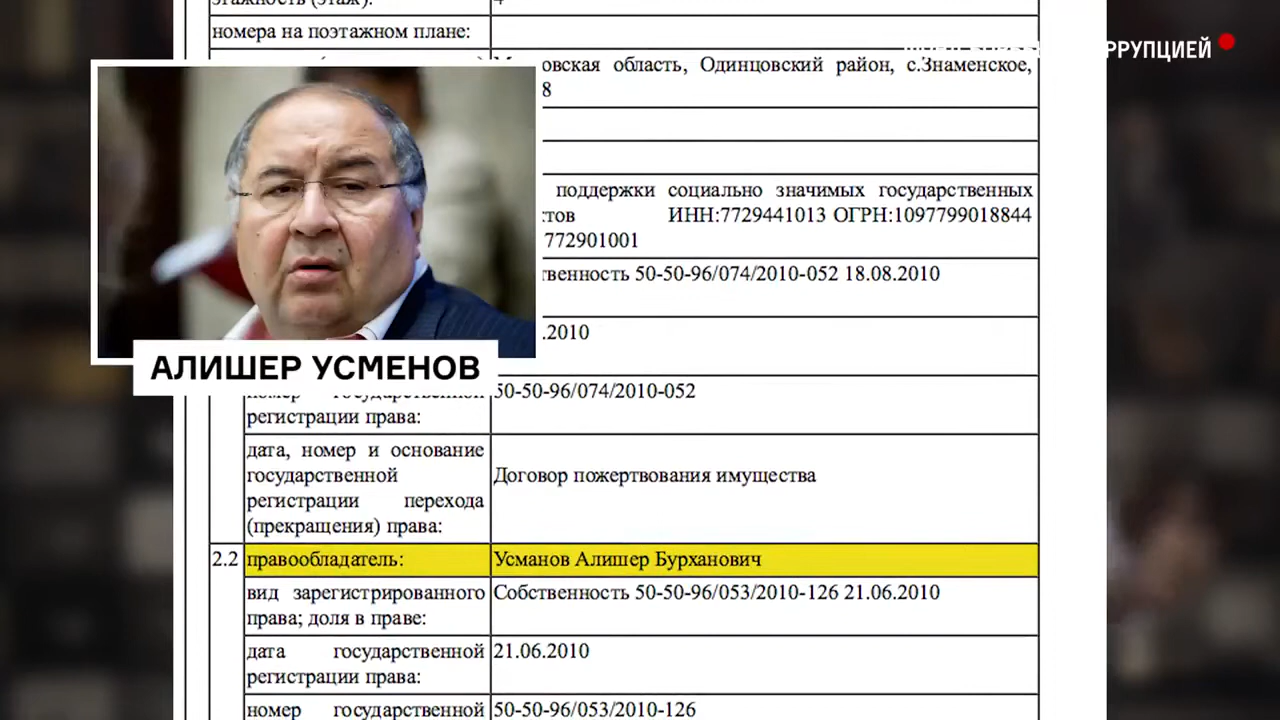 этажность (этаж): 4
номера на поэтажном плане:
РРУПЦИЕЙ
область, Одинцовский район, с.Знаменское,
8
поддержки социально значимых государственных
ИНН:7729441013 ОГРН:1097799018844
772901001
50-50-96/074/2010-052 18.08.2010
.2010
АЛИШЕР УСМЕНОВ
50-50-96/074/2010-052
регистрации права:
дата, номер и основание
государственной
регистрации перехода
(прекращения) права:
Договор пожертвования имущества
2.2 правообладатель: Усманов Алишер Бурханович
вид зарегистрированного
права; доля в праве:
Собственность 50-50-96/053/2010-126 21.06.2010
дата государственной
регистрации права:
21.06.2010
номер государственной 50-50-96/053/2010-126